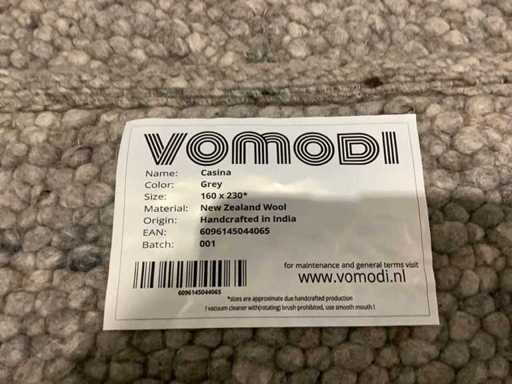 VOMODI
Name: Casina
Color: Grey
Size: 160 x 230*
Material: New Zealand Wool
Origin: Handcrafted in India
EAN: 6096145044065
Batch: 001
for maintenance and general terms visit
www.vomodi.nl
6096145044065
*sizes are approximate due handcrafted production
! vacuum cleaner with(rotating) brush prohibited, use smooth mouth !